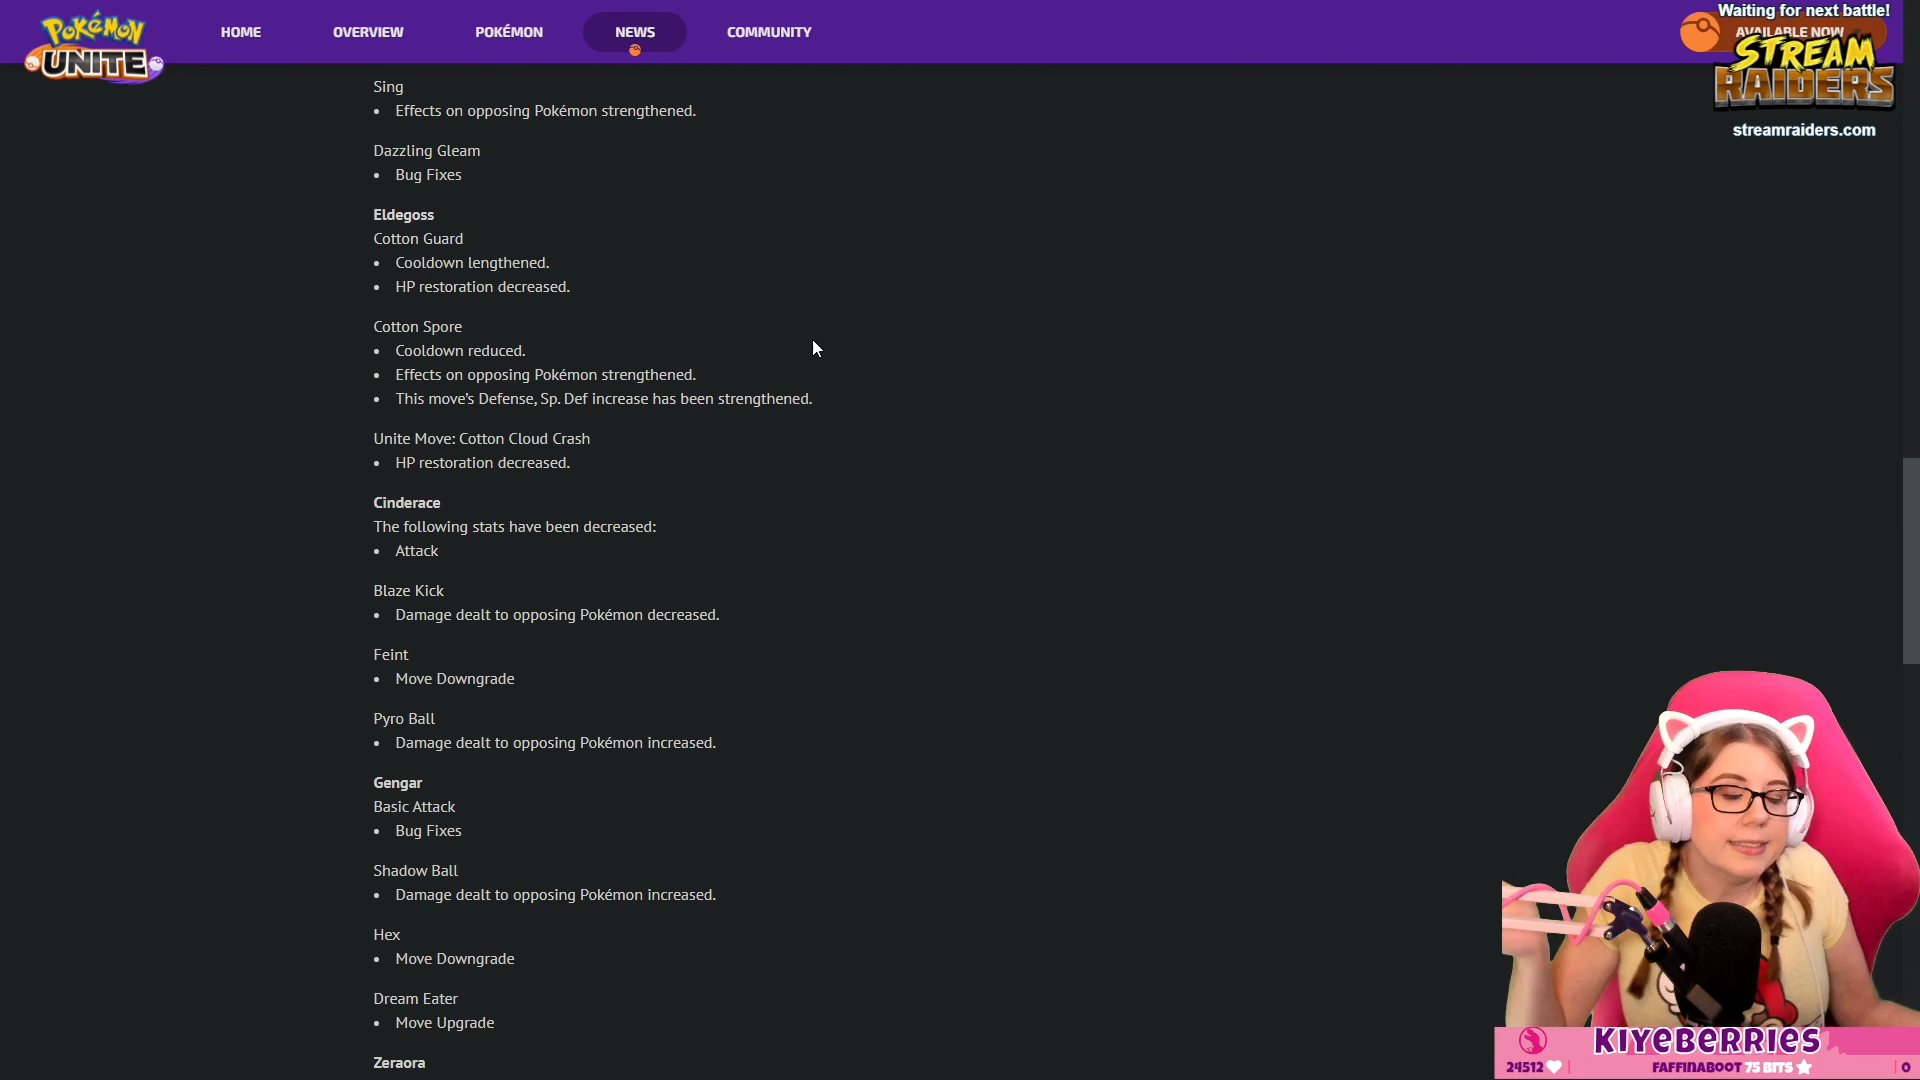 POKÉMON
UNITE
HOME
OVERVIEW
POKÉMON
NEWS
COMMUNITY
Waiting for next battle!
AVAILABLE NOW
STREAM
RAIDERS
streamraiders.com
Sing
• Effects on opposing Pokémon strengthened.
Dazzling Gleam
• Bug Fixes
Eldegoss
Cotton Guard
• Cooldown lengthened.
• HP restoration decreased.
Cotton Spore
• Cooldown reduced.
• Effects on opposing Pokémon strengthened.
• This move's Defense, Sp. Def increase has been strengthened.
Unite Move: Cotton Cloud Crash
• HP restoration decreased.
Cinderace
The following stats have been decreased:
• Attack
Blaze Kick
• Damage dealt to opposing Pokémon decreased.
Feint
• Move Downgrade
Pyro Ball
• Damage dealt to opposing Pokémon increased.
Gengar
Basic Attack
• Bug Fixes
Shadow Ball
• Damage dealt to opposing Pokémon increased.
Hex
• Move Downgrade
Dream Eater
• Move Upgrade
Zeraora
KIYEBERRIES
24512
FAFFINABOOT 75 BITS
0